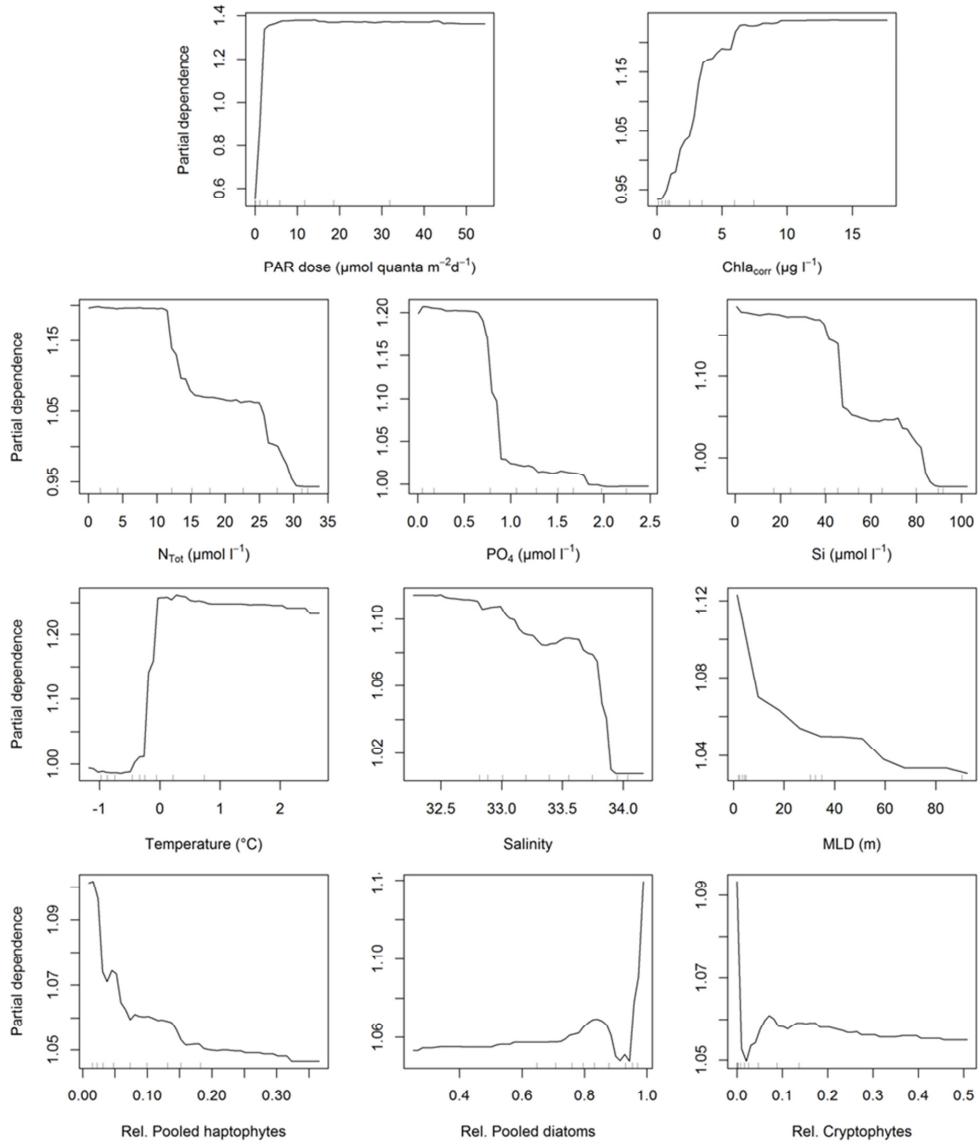 Partial dependence
0.6 0.8 1.0 1.2 1.4
0 10 20 30 40 50
PAR dose (µmol quanta m⁻²d⁻¹)
0.95 1.05 1.15
0 5 10 15
Chla_corr (µg l⁻¹)
Partial dependence
0.95 1.05 1.15
0 5 10 15 20 25 30 35
N_Tot (µmol l⁻¹)
1.00 1.05 1.10 1.20
0.0 0.5 1.0 1.5 2.0 2.5
PO₄ (µmol l⁻¹)
1.00 1.10
0 20 40 60 80 100
Si (µmol l⁻¹)
Partial dependence
1.00 1.10 1.20
-1 0 1 2
Temperature (°C)
1.02 1.06 1.10
32.5 33.0 33.5 34.0
Salinity
1.04 1.08 1.12
0 20 40 60 80
MLD (m)
Partial dependence
1.05 1.07 1.09
0.00 0.10 0.20 0.30
Rel. Pooled haptophytes
1.06 1.10 1.1
0.4 0.6 0.8 1.0
Rel. Pooled diatoms
1.05 1.07 1.09
0.0 0.1 0.2 0.3 0.4 0.5
Rel. Cryptophytes